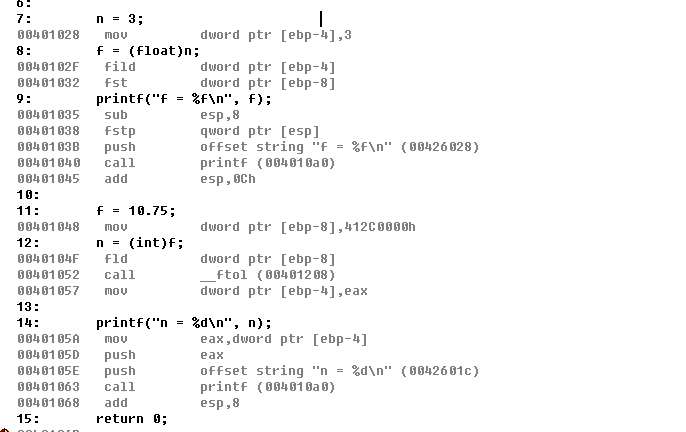 6:
7: n = 3;
00401028 mov dword ptr [ebp-4],3
8: f = (float)n;
0040102F fild dword ptr [ebp-4]
00401032 fst dword ptr [ebp-8]
9: printf("f = %f\n", f);
00401035 sub esp,8
00401038 fstp qword ptr [esp]
0040103B push offset string "f = %f\n" (00426028)
00401040 call printf (004010a0)
00401045 add esp,0Ch
10:
11: f = 10.75;
00401048 mov dword ptr [ebp-8],412C0000h
12: n = (int)f;
0040104F fld dword ptr [ebp-8]
00401052 call __ftol (00401208)
00401057 mov dword ptr [ebp-4],eax
13:
14: printf("n = %d\n", n);
0040105A mov eax,dword ptr [ebp-4]
0040105D push eax
0040105E push offset string "n = %d\n" (0042601c)
00401063 call printf (004010a0)
00401068 add esp,8
15: return 0;